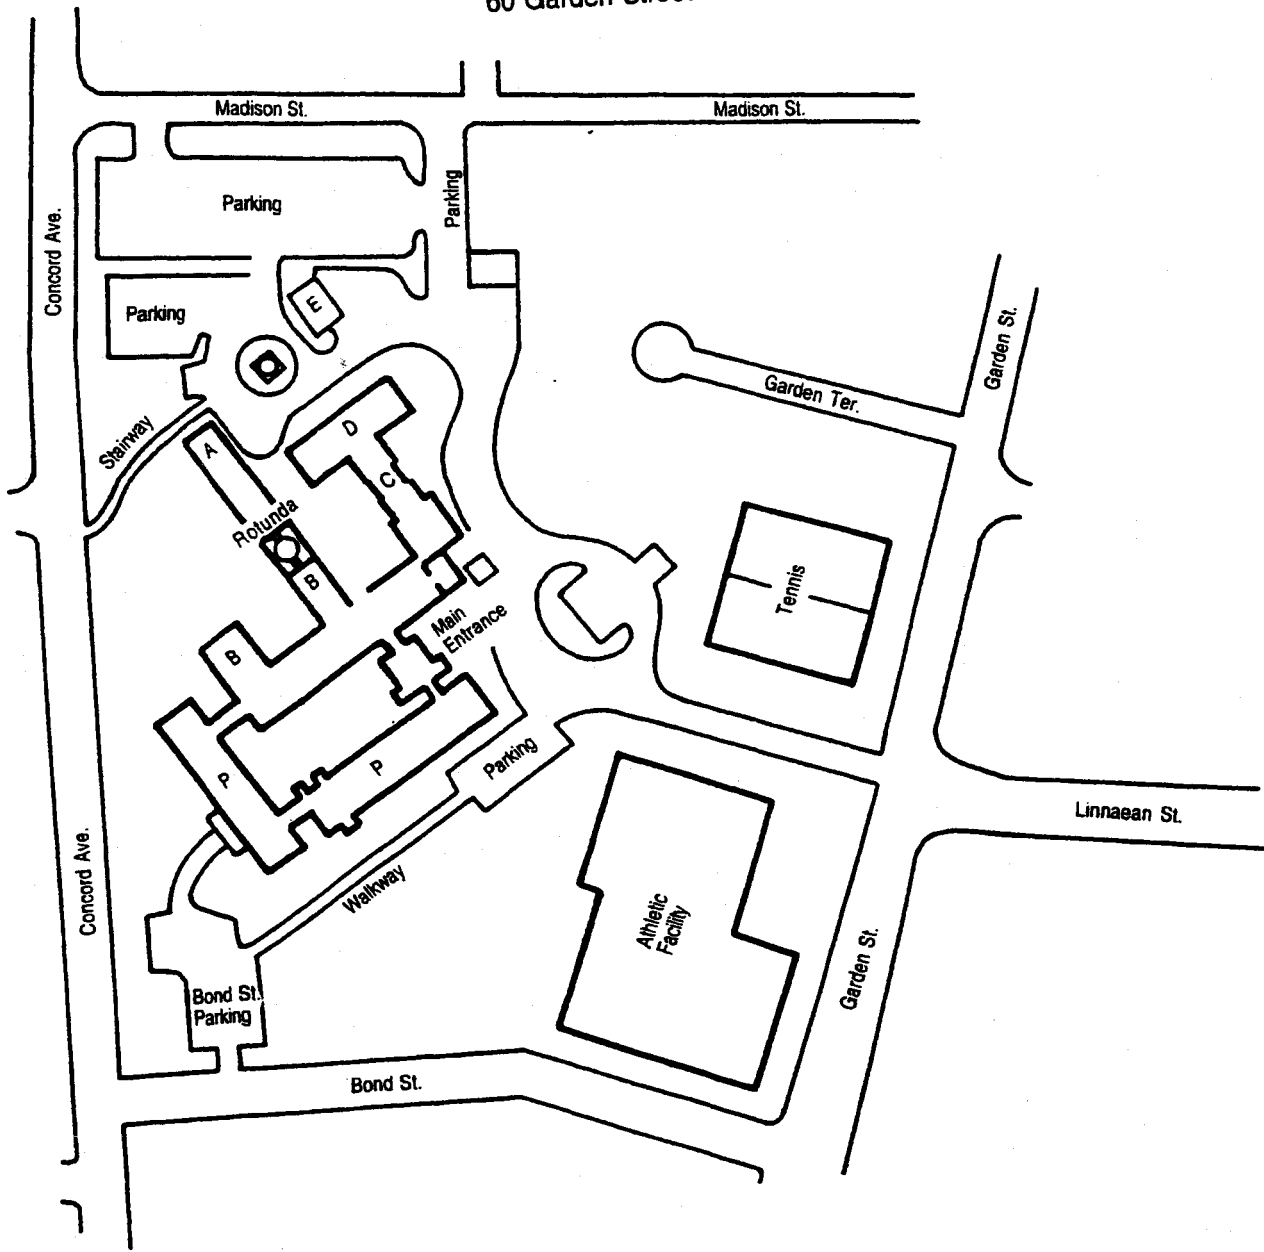 60 Garden Street
Madison St.
Madison St.
Parking
Parking
Concord Ave.
Parking
E
Garden St.
Garden Ter.
Stairway
A
D
C
Rotunda
B
Tennis
Main
Entrance
B
P
P
Parking
Linnaean St.
Concord Ave.
Walkway
Athletic
Facility
Garden St.
Bond St.
Parking
Bond St.